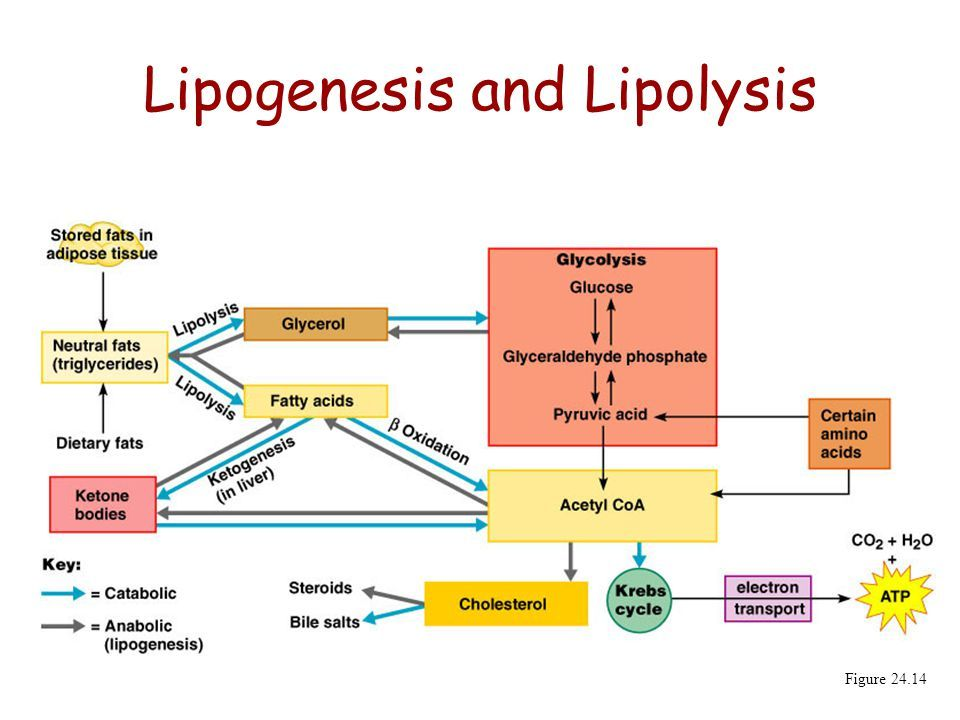 Lipogenesis and Lipolysis
Stored fats in
adipose tissue
Neutral fats
(triglycerides)
Dietary fats
Lipolysis
Lipolysis
Glycerol
Fatty acids
Ketogenesis
(in liver)
β Oxidation
Ketone
bodies
Glycolysis
Glucose
Glyceraldehyde phosphate
Pyruvic acid
Certain
amino
acids
Acetyl CoA
Key:
= Catabolic
= Anabolic
(lipogenesis)
Steroids
Bile salts
Cholesterol
Krebs
cycle
electron
transport
CO2 + H2O
+
ATP
Figure 24.14